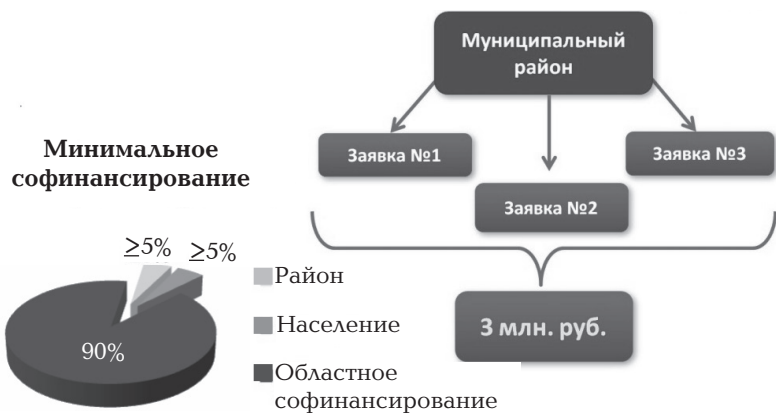 Минимальное
софинансирование
≥5%
≥5%
90%
Район
Население
Областное
софинансирование
Муниципальный
район
Заявка №1
Заявка №2
Заявка №3
3 млн. руб.